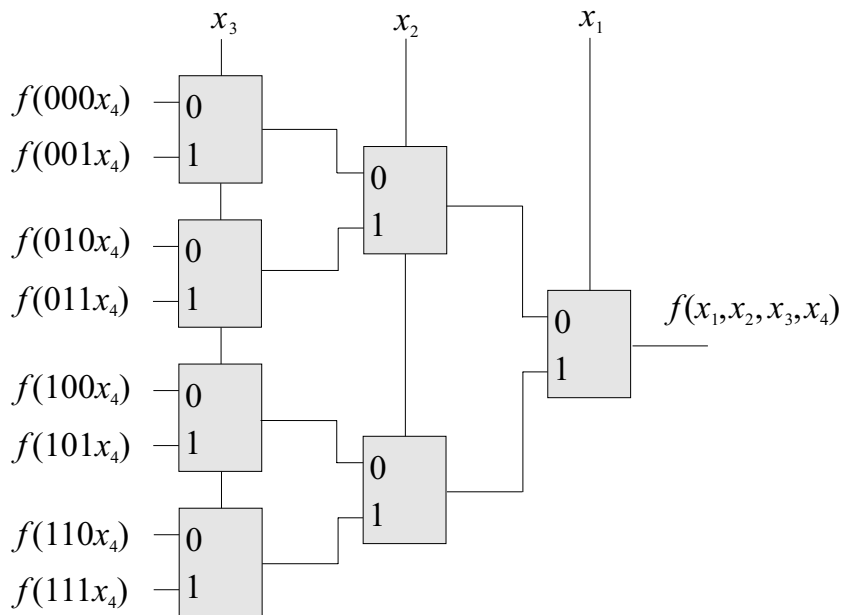 x₃
x₂
x₁
f(000x₄)
0
f(001x₄)
1
0
1
f(010x₄)
0
f(011x₄)
1
f(x₁,x₂,x₃,x₄)
0
1
f(100x₄)
0
f(101x₄)
1
0
1
f(110x₄)
0
f(111x₄)
1